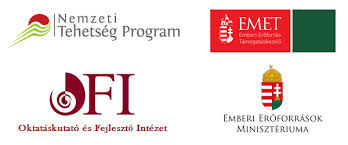 Nemzeti
Tehetség Program
EMET
Emberi Erőforrás
Támogatáskezelő
OFI
Oktatáskutató és Fejlesztő Intézet
EMBERI ERŐFORRÁSOK
MINISZTÉRIUMA